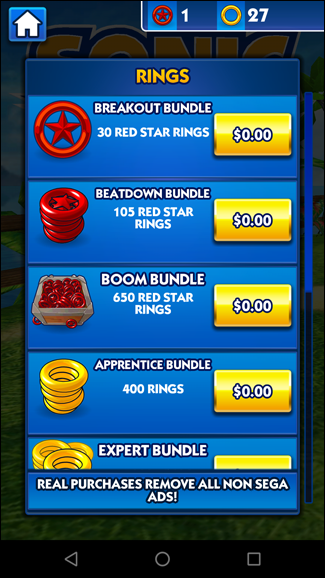 1 27
SONIC
RINGS
BREAKOUT BUNDLE
30 RED STAR RINGS
$0.00
BEATDOWN BUNDLE
105 RED STAR
RINGS
$0.00
BOOM BUNDLE
650 RED STAR
RINGS
$0.00
APPRENTICE BUNDLE
400 RINGS
$0.00
EXPERT BUNDLE
REAL PURCHASES REMOVE ALL NON SEGA
ADS!